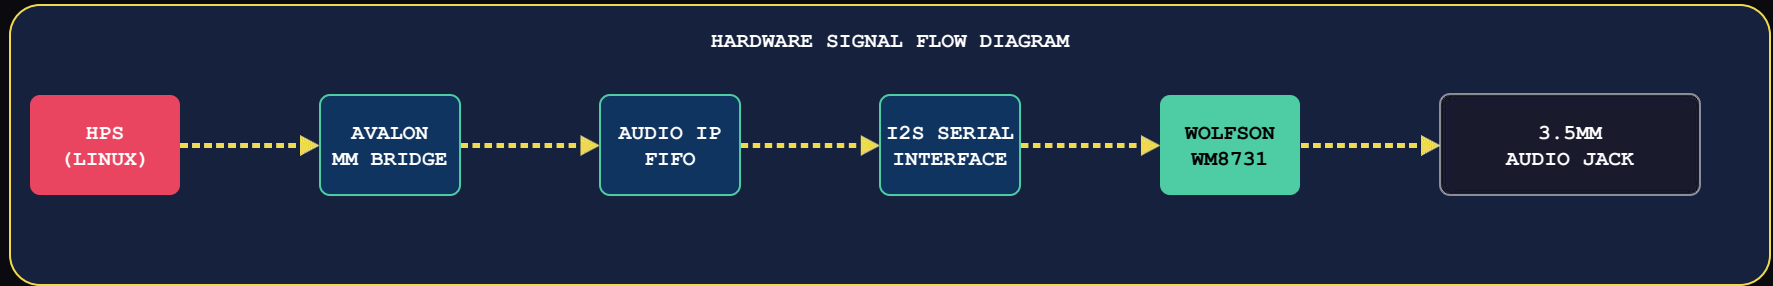 HARDWARE SIGNAL FLOW DIAGRAM
HPS
(LINUX)
AVALON
MM BRIDGE
AUDIO IP
FIFO
I2S SERIAL
INTERFACE
WOLFSON
WM8731
3.5MM
AUDIO JACK